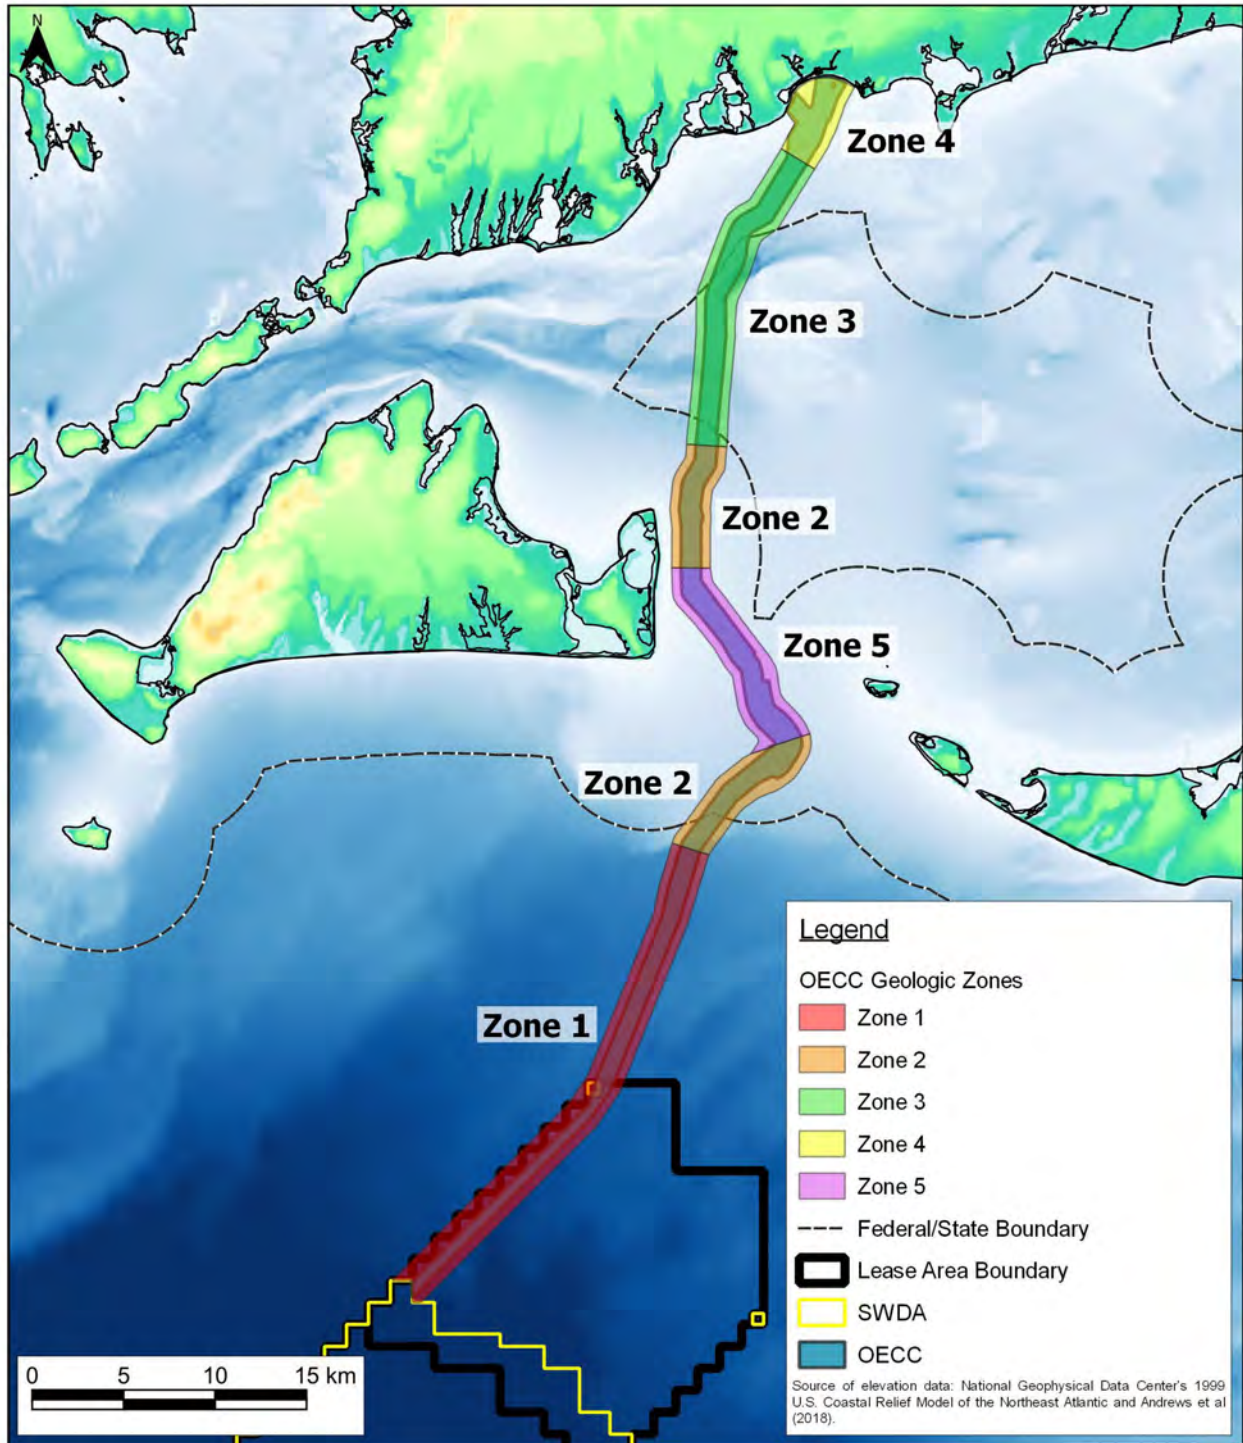 N
Zone 4
Zone 3
Zone 2
Zone 5
Zone 2
Zone 1
Legend
OECC Geologic Zones
Zone 1
Zone 2
Zone 3
Zone 4
Zone 5
Federal/State Boundary
Lease Area Boundary
SWDA
OECC
Source of elevation data: National Geophysical Data Center's 1999
U.S. Coastal Relief Model of the Northeast Atlantic and Andrews et al
(2018).
0 5 10 15 km